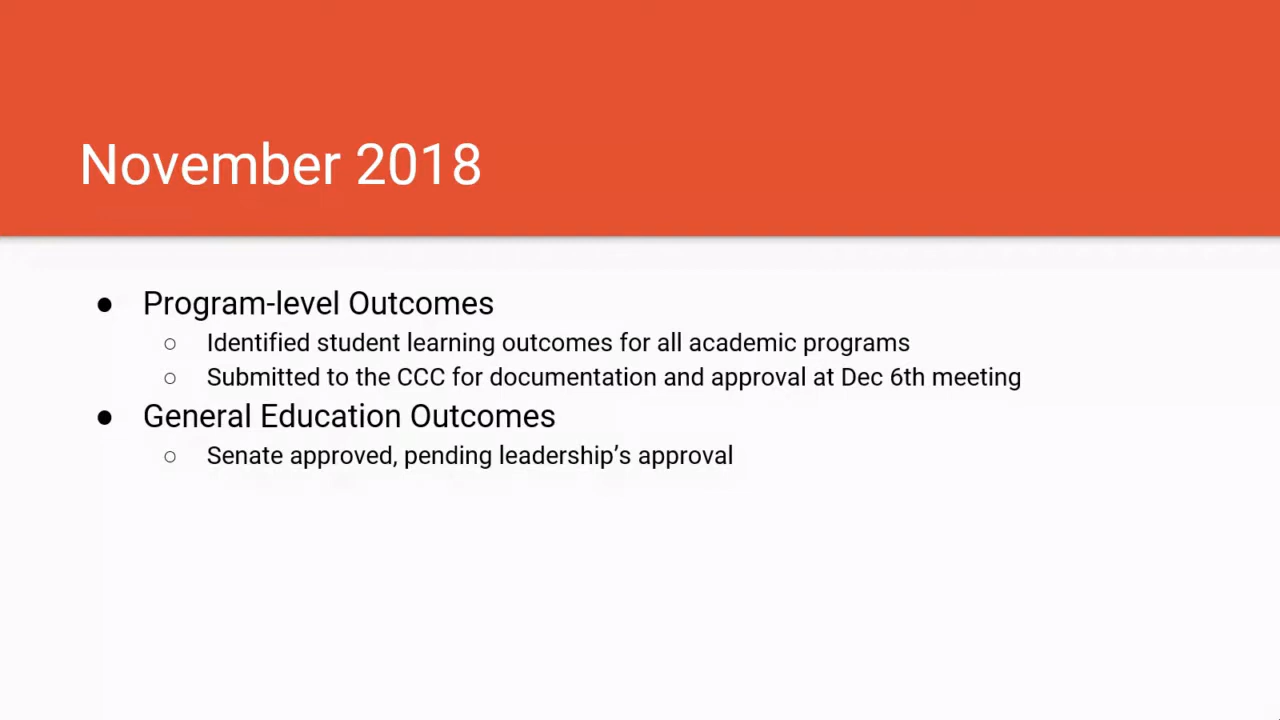 November 2018
● Program-level Outcomes
○ Identified student learning outcomes for all academic programs
○ Submitted to the CCC for documentation and approval at Dec 6th meeting
● General Education Outcomes
○ Senate approved, pending leadership’s approval